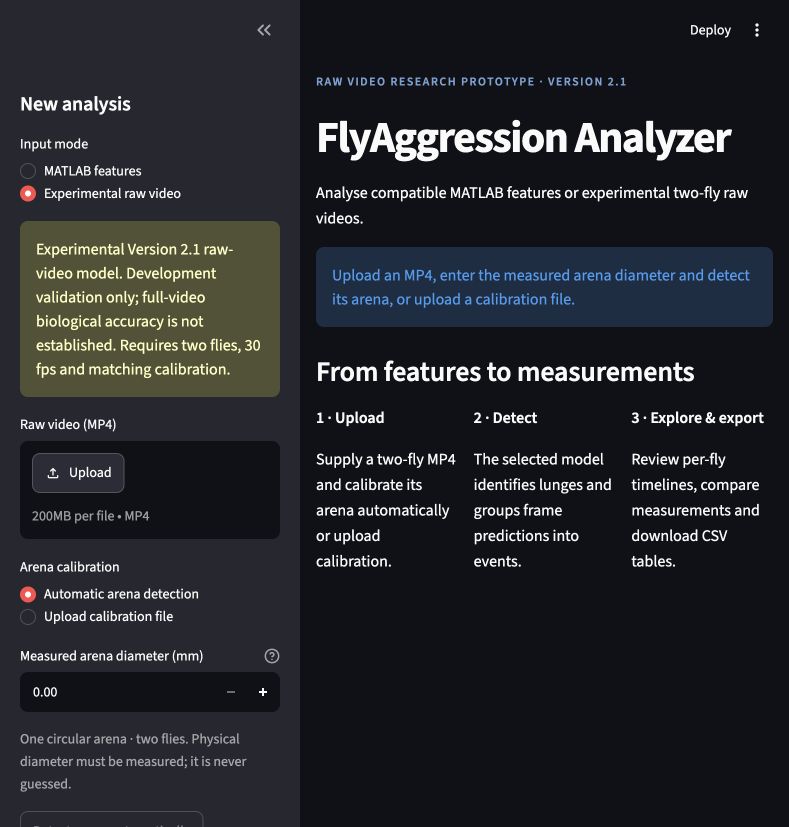 Deploy
New analysis
Input mode
MATLAB features
Experimental raw video
Experimental Version 2.1 raw-
video model. Development
validation only; full-video
biological accuracy is not
established. Requires two flies, 30
fps and matching calibration.
Raw video (MP4)
Upload
200MB per file • MP4
Arena calibration
Automatic arena detection
Upload calibration file
Measured arena diameter (mm)
0.00
One circular arena · two flies. Physical
diameter must be measured; it is never
guessed.
RAW VIDEO RESEARCH PROTOTYPE · VERSION 2.1
FlyAggression Analyzer
Analyse compatible MATLAB features or experimental two-fly raw
videos.
Upload an MP4, enter the measured arena diameter and detect
its arena, or upload a calibration file.
From features to measurements
1 · Upload
Supply a two-fly MP4
and calibrate its
arena automatically
or upload
calibration.
2 · Detect
The selected model
identifies lunges and
groups frame
predictions into
events.
3 · Explore & export
Review per-fly
timelines, compare
measurements and
download CSV
tables.